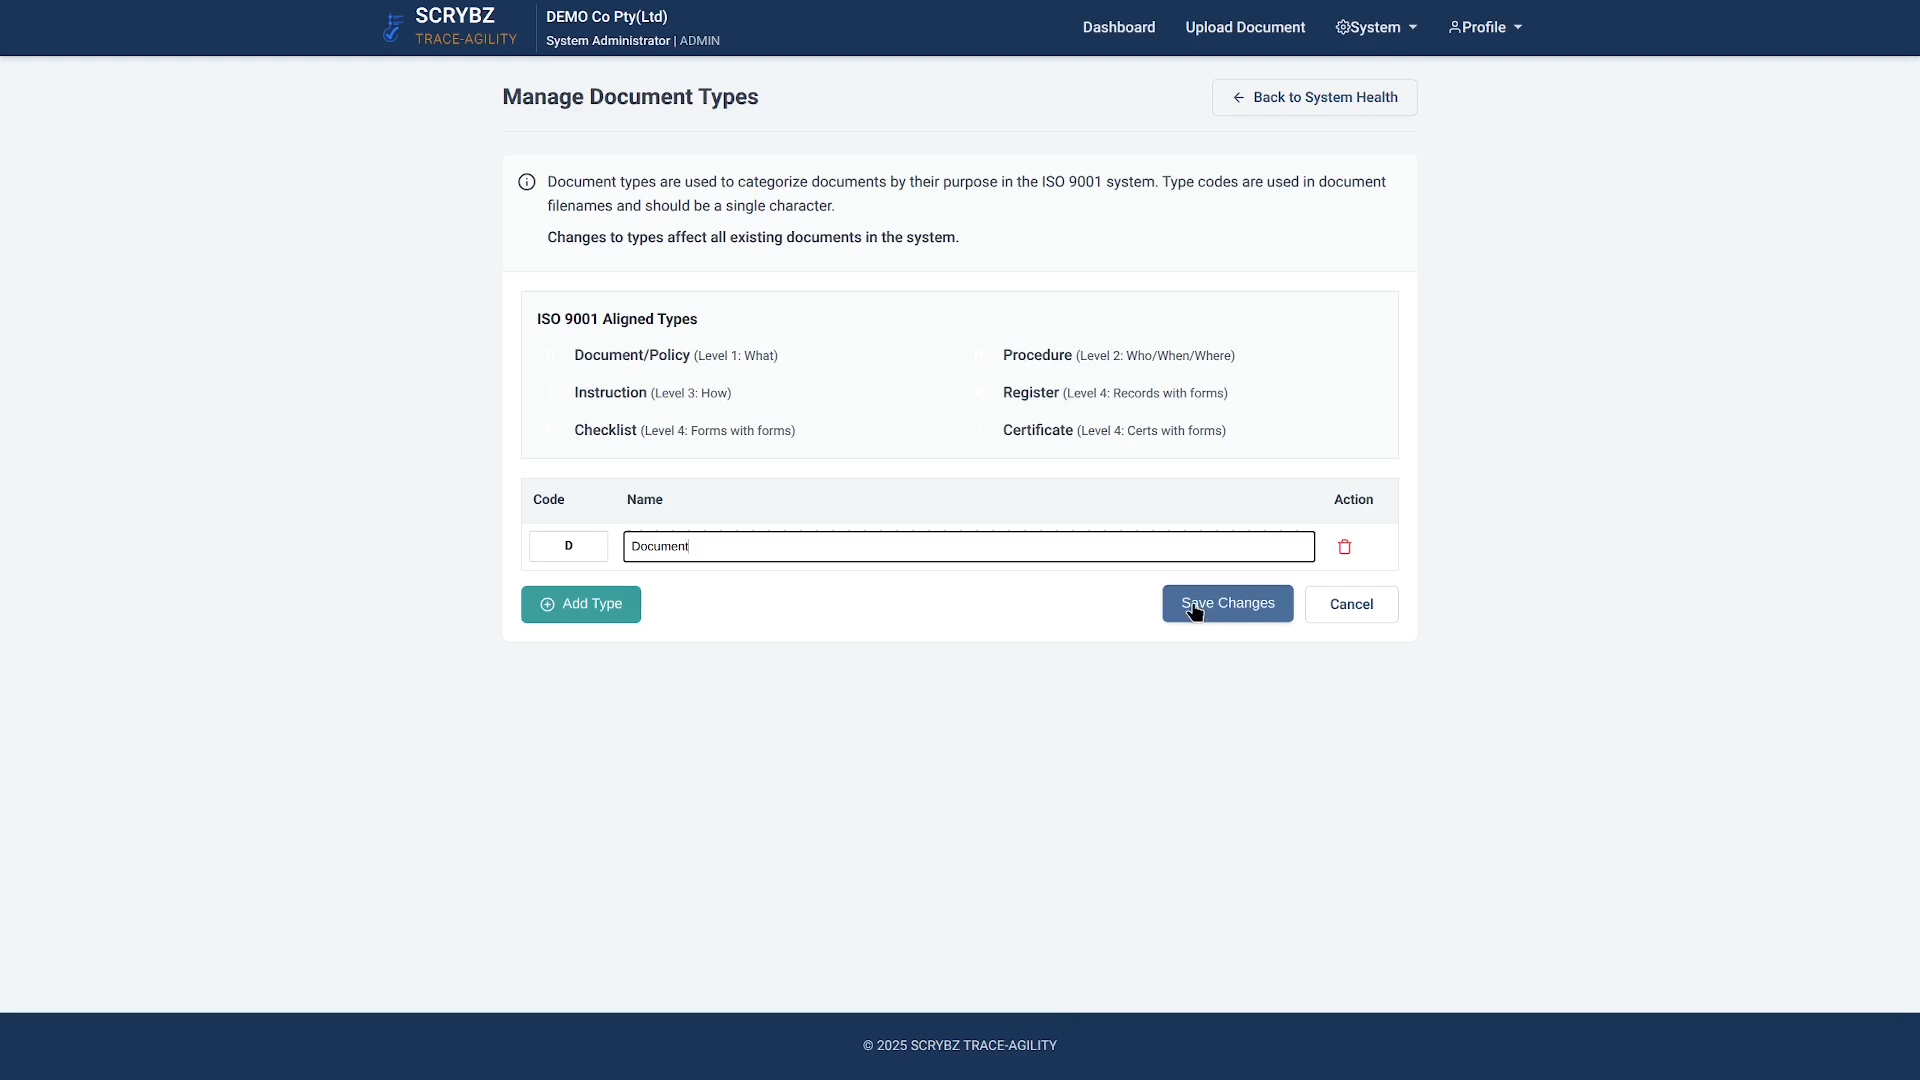 SCRYBZ
TRACE-AGILITY
DEMO Co Pty(Ltd)
System Administrator | ADMIN
Dashboard
Upload Document
System
Profile
Manage Document Types
Back to System Health
Document types are used to categorize documents by their purpose in the ISO 9001 system. Type codes are used in document
filenames and should be a single character.
Changes to types affect all existing documents in the system.
ISO 9001 Aligned Types
Document/Policy (Level 1: What)
Procedure (Level 2: Who/When/Where)
Instruction (Level 3: How)
Register (Level 4: Records with forms)
Checklist (Level 4: Forms with forms)
Certificate (Level 4: Certs with forms)
Code
Name
Action
D
Document
Add Type
Save Changes
Cancel
© 2025 SCRYBZ TRACE-AGILITY